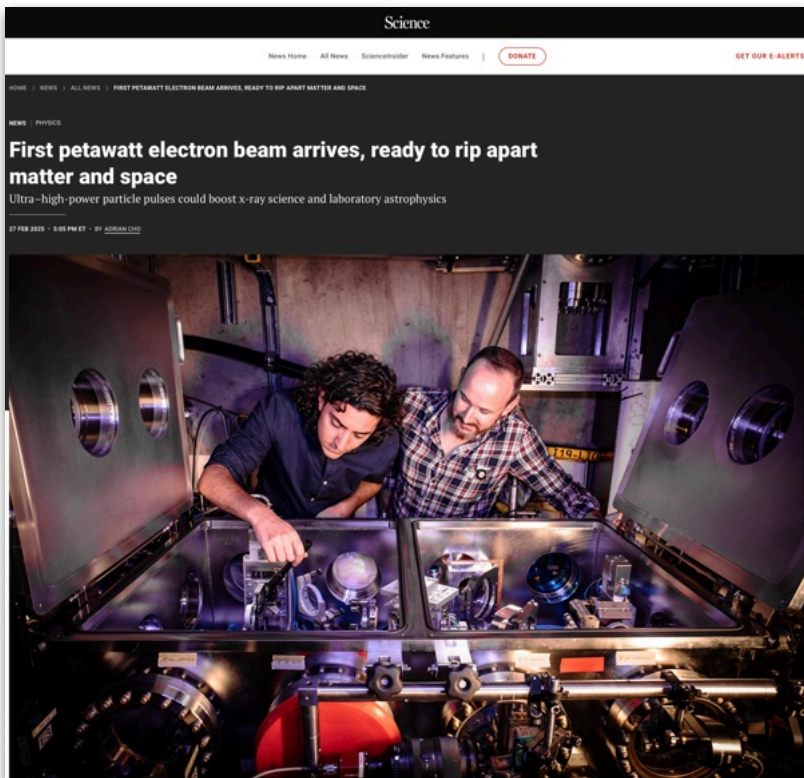 Science
News Home All News ScienceInsider News Features | DONATE GET OUR E-ALERTS
HOME > NEWS > ALL NEWS > FIRST PETAWATT ELECTRON BEAM ARRIVES, READY TO RIP APART MATTER AND SPACE
NEWS | PHYSICS
First petawatt electron beam arrives, ready to rip apart
matter and space
Ultra–high-power particle pulses could boost x-ray science and laboratory astrophysics
27 FEB 2025 • 5:05 PM ET • BY ADRIAN CHO